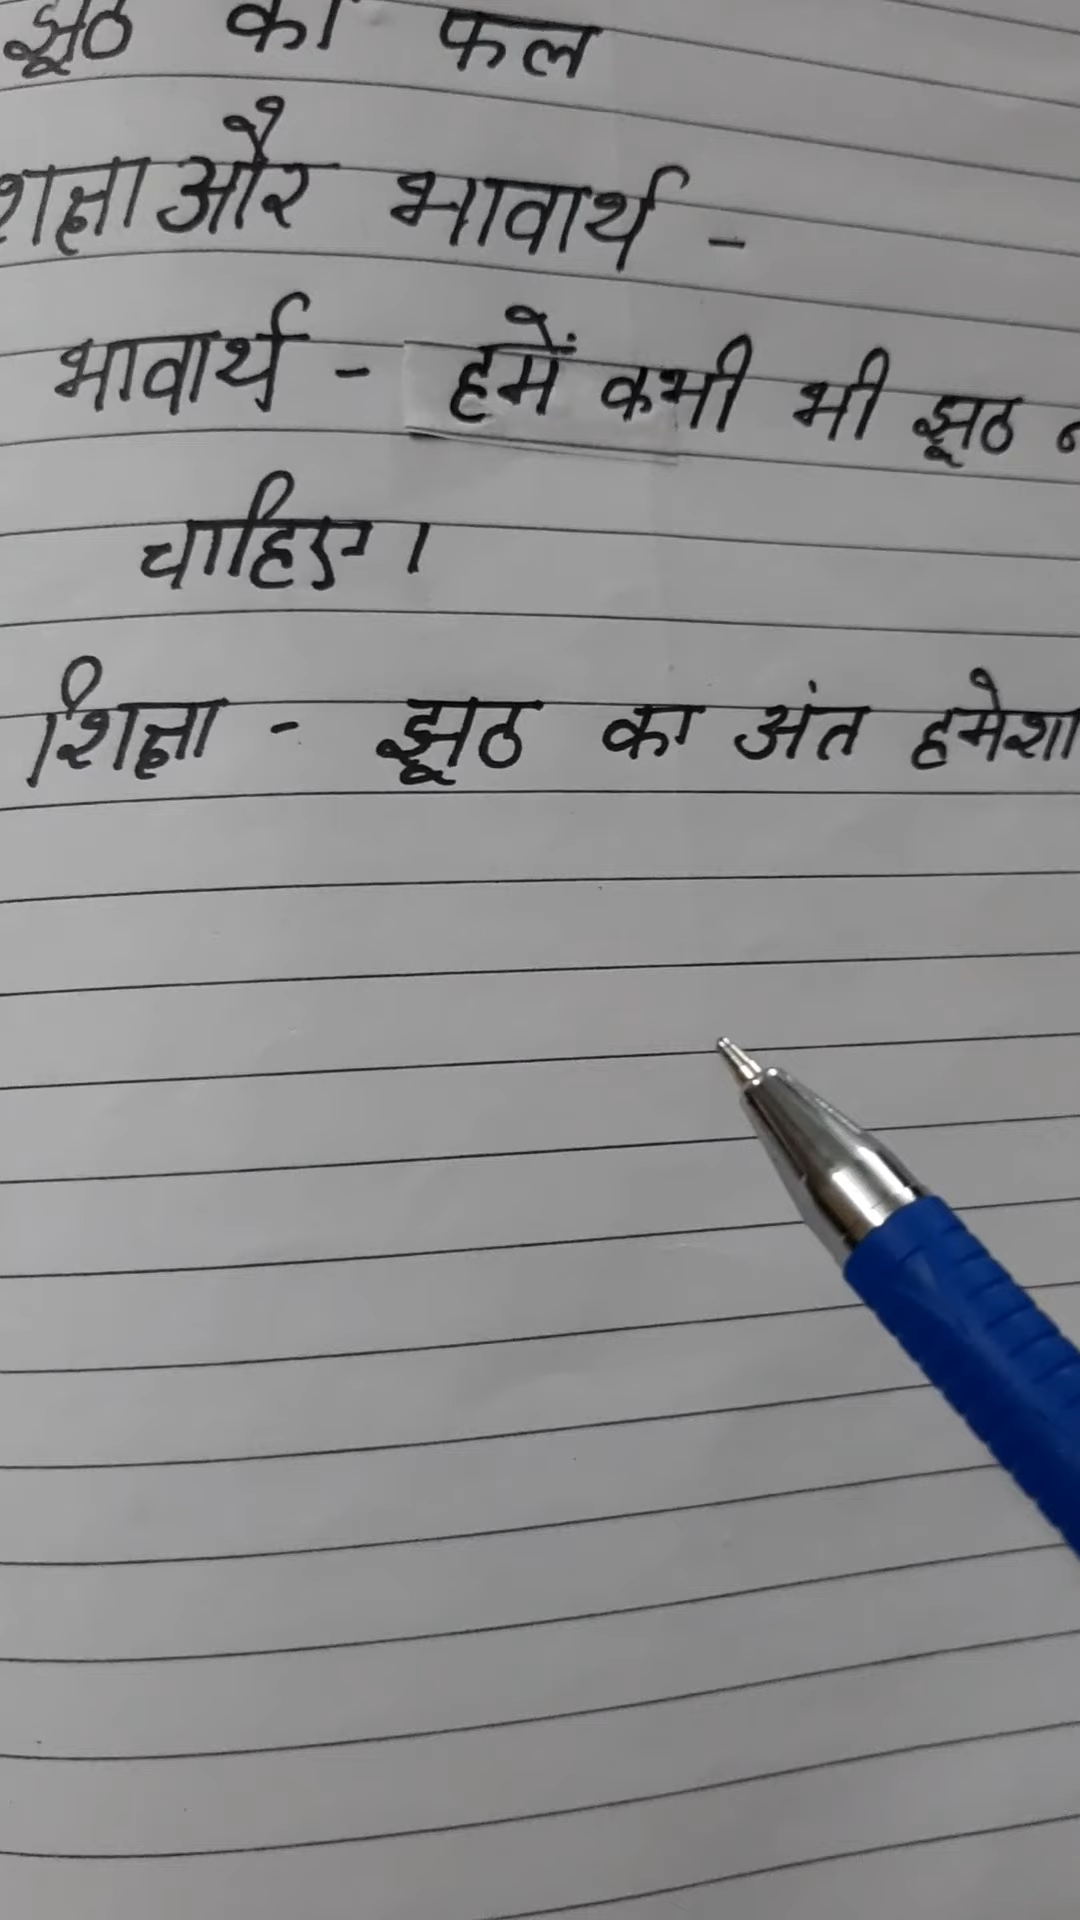 झूठ का फल
शिक्षा और भावार्थ -
भावार्थ - हमें कभी भी झूठ
चाहिए।
शिक्षा - झूठ का अंत हमेशा